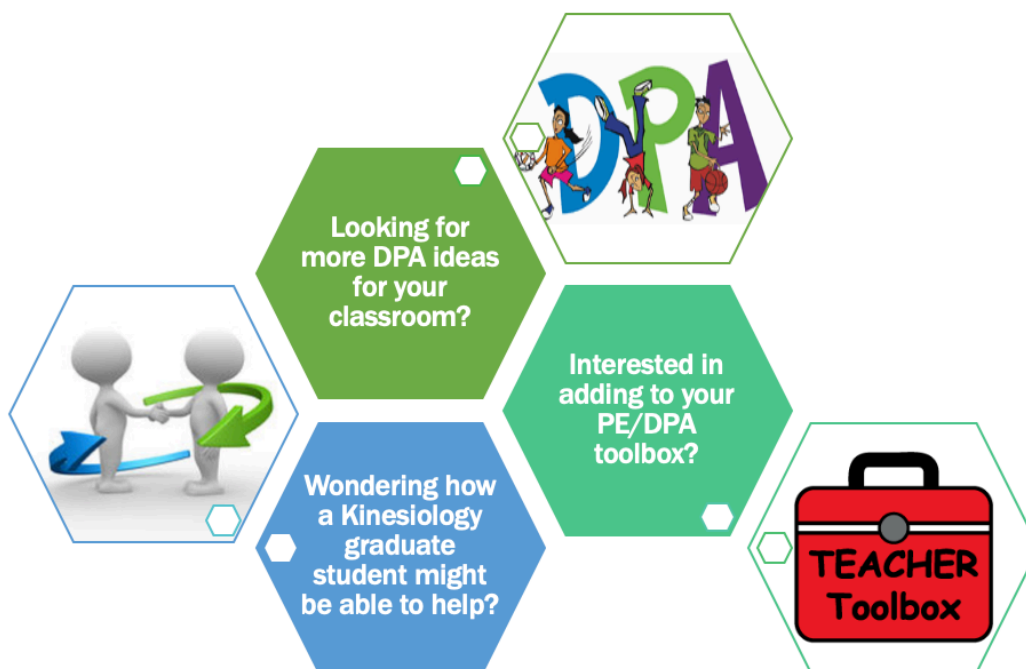 DPA
Looking for
more DPA ideas
for your
classroom?
Interested in
adding to your
PE/DPA
toolbox?
Wondering how
a Kinesiology
graduate
student might
be able to help?
TEACHER
Toolbox